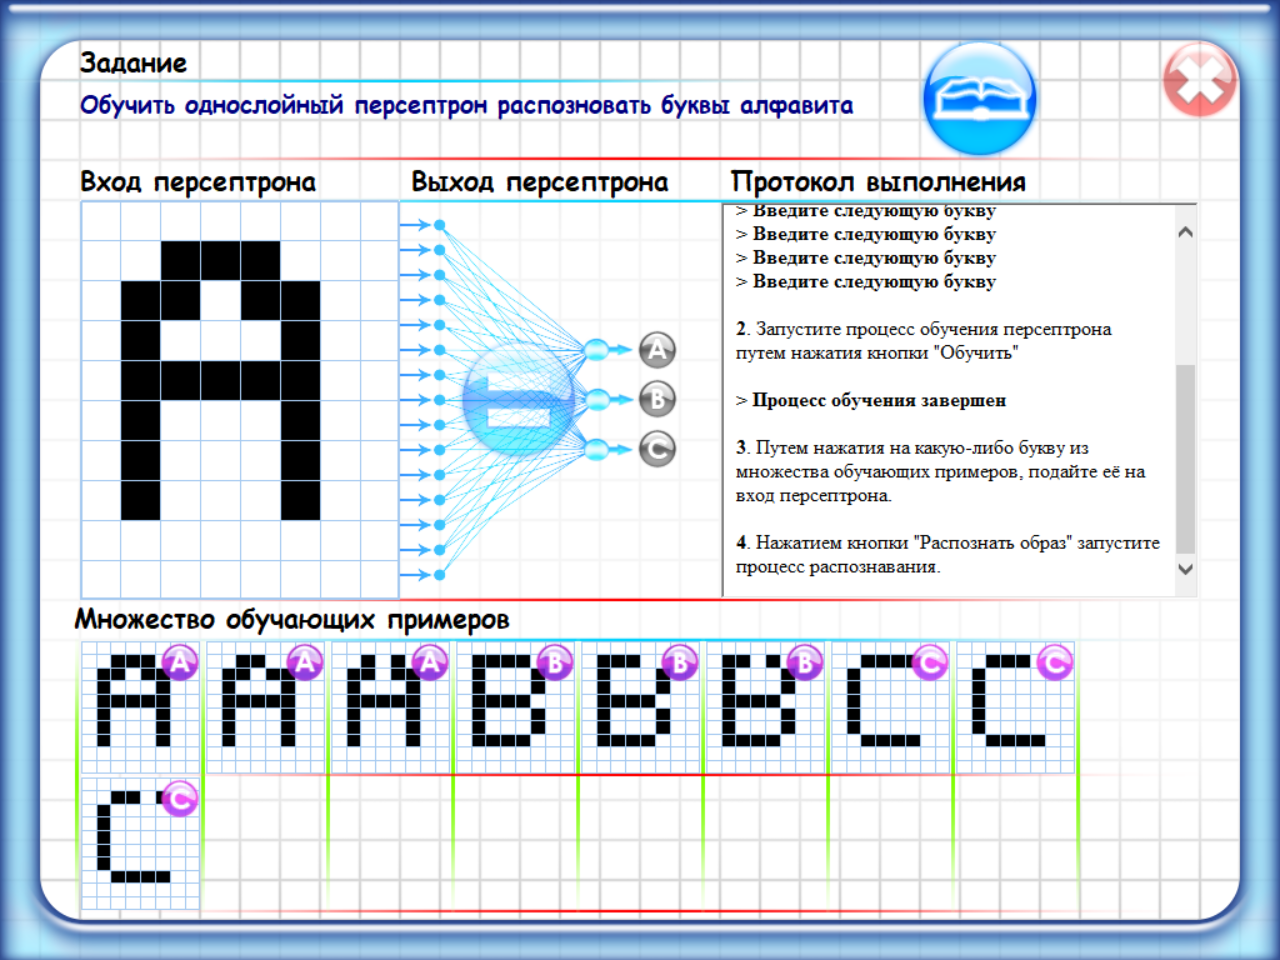 Задание
Обучить однослойный персептрон распозновать буквы алфавита
Вход персептрона
Выход персептрона
Протокол выполнения
> Введите следующую букву
> Введите следующую букву
> Введите следующую букву
> Введите следующую букву
2. Запустите процесс обучения персептрона
путем нажатия кнопки "Обучить"
> Процесс обучения завершен
3. Путем нажатия на какую-либо букву из
множества обучающих примеров, подайте её на
вход персептрона.
4. Нажатием кнопки "Распознать образ" запустите
процесс распознавания.
A
B
C
Множество обучающих примеров
A A A B B B C C
C